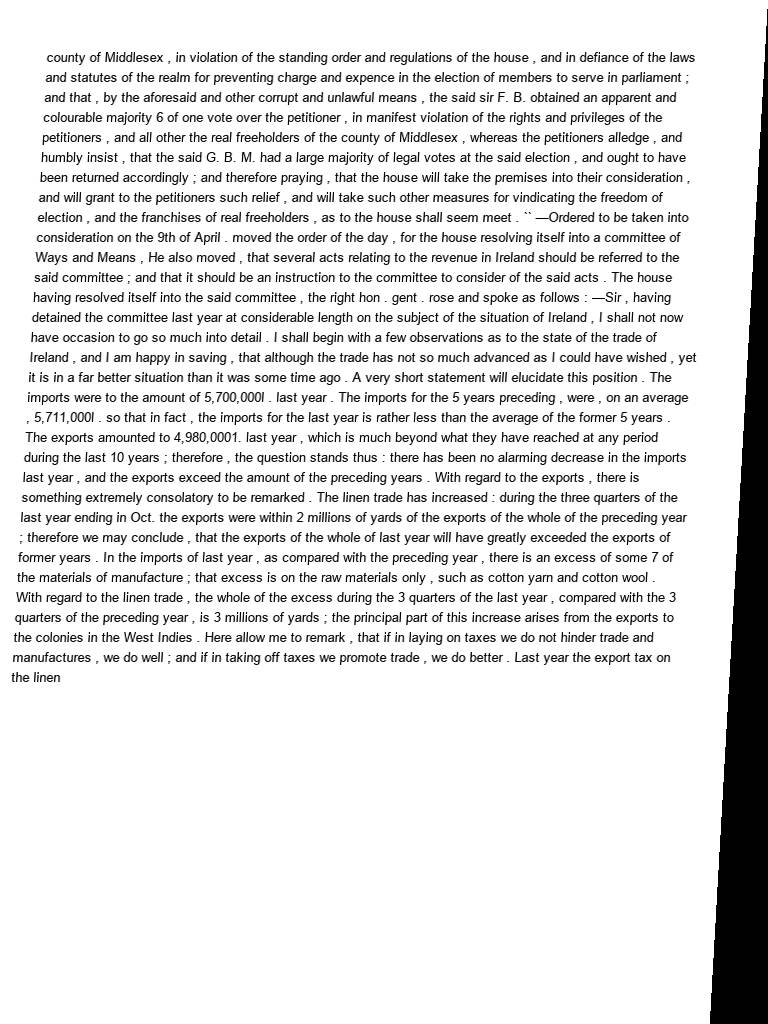 county of Middlesex , in violation of the standing order and regulations of the house , and in defiance of the laws
and statutes of the realm for preventing charge and expence in the election of members to serve in parliament ;
and that , by the aforesaid and other corrupt and unlawful means , the said sir F. B. obtained an apparent and
colourable majority 6 of one vote over the petitioner , in manifest violation of the rights and privileges of the
petitioners , and all other the real freeholders of the county of Middlesex , whereas the petitioners alledge , and
humbly insist , that the said G. B. M. had a large majority of legal votes at the said election , and ought to have
been returned accordingly ; and therefore praying , that the house will take the premises into their consideration ,
and will grant to the petitioners such relief , and will take such other measures for vindicating the freedom of
election , and the franchises of real freeholders , as to the house shall seem meet . `` —Ordered to be taken into
consideration on the 9th of April . moved the order of the day , for the house resolving itself into a committee of
Ways and Means , He also moved , that several acts relating to the revenue in Ireland should be referred to the
said committee ; and that it should be an instruction to the committee to consider of the said acts . The house
having resolved itself into the said committee , the right hon . gent . rose and spoke as follows : —Sir , having
detained the committee last year at considerable length on the subject of the situation of Ireland , I shall not now
have occasion to go so much into detail . I shall begin with a few observations as to the state of the trade of
Ireland , and I am happy in saving , that although the trade has not so much advanced as I could have wished , yet
it is in a far better situation than it was some time ago . A very short statement will elucidate this position . The
imports were to the amount of 5,700,000l . last year . The imports for the 5 years preceding , were , on an average
, 5,711,000l . so that in fact , the imports for the last year is rather less than the average of the former 5 years .
The exports amounted to 4,980,0001. last year , which is much beyond what they have reached at any period
during the last 10 years ; therefore , the question stands thus : there has been no alarming decrease in the imports
last year , and the exports exceed the amount of the preceding years . With regard to the exports , there is
something extremely consolatory to be remarked . The linen trade has increased : during the three quarters of the
last year ending in Oct. the exports were within 2 millions of yards of the exports of the whole of the preceding year
; therefore we may conclude , that the exports of the whole of last year will have greatly exceeded the exports of
former years . In the imports of last year , as compared with the preceding year , there is an excess of some 7 of
the materials of manufacture ; that excess is on the raw materials only , such as cotton yarn and cotton wool .
With regard to the linen trade , the whole of the excess during the 3 quarters of the last year , compared with the 3
quarters of the preceding year , is 3 millions of yards ; the principal part of this increase arises from the exports to
the colonies in the West Indies . Here allow me to remark , that if in laying on taxes we do not hinder trade and
manufactures , we do well ; and if in taking off taxes we promote trade , we do better . Last year the export tax on
the linen